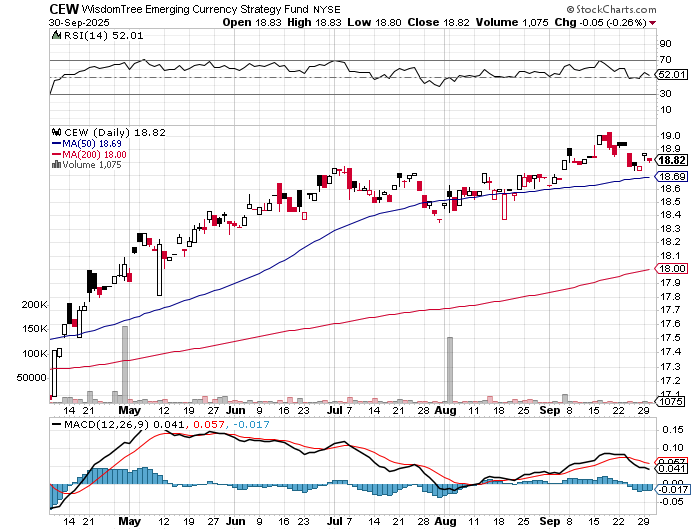 CEW WisdomTree Emerging Currency Strategy Fund NYSE © StockCharts.com
30-Sep-2025 Open 18.83 High 18.83 Low 18.80 Close 18.82 Volume 1,075 Chg -0.05 (-0.26%)
RSI(14) 52.01
90
70
52.01
30
10
CEW (Daily) 18.82
MA(50) 18.69
MA(200) 18.00
Volume 1,075
19.0
18.9
18.82
18.69
18.6
18.5
18.4
18.3
18.2
18.1
18.00
17.9
17.8
17.7
17.6
17.5
17.4
17.3
17.2
17.1
1075
200K
150K
100K
50000
14 21 May 12 19 27 Jun 9 16 23 Jul 7 14 21 28 Aug 11 18 25 Sep 8 15 22 29
MACD(12,26,9) 0.041, 0.057, -0.017
0.15
0.10
0.057
0.041
0.00
-0.017
-0.05
14 21 May 12 19 27 Jun 9 16 23 Jul 7 14 21 28 Aug 11 18 25 Sep 8 15 22 29